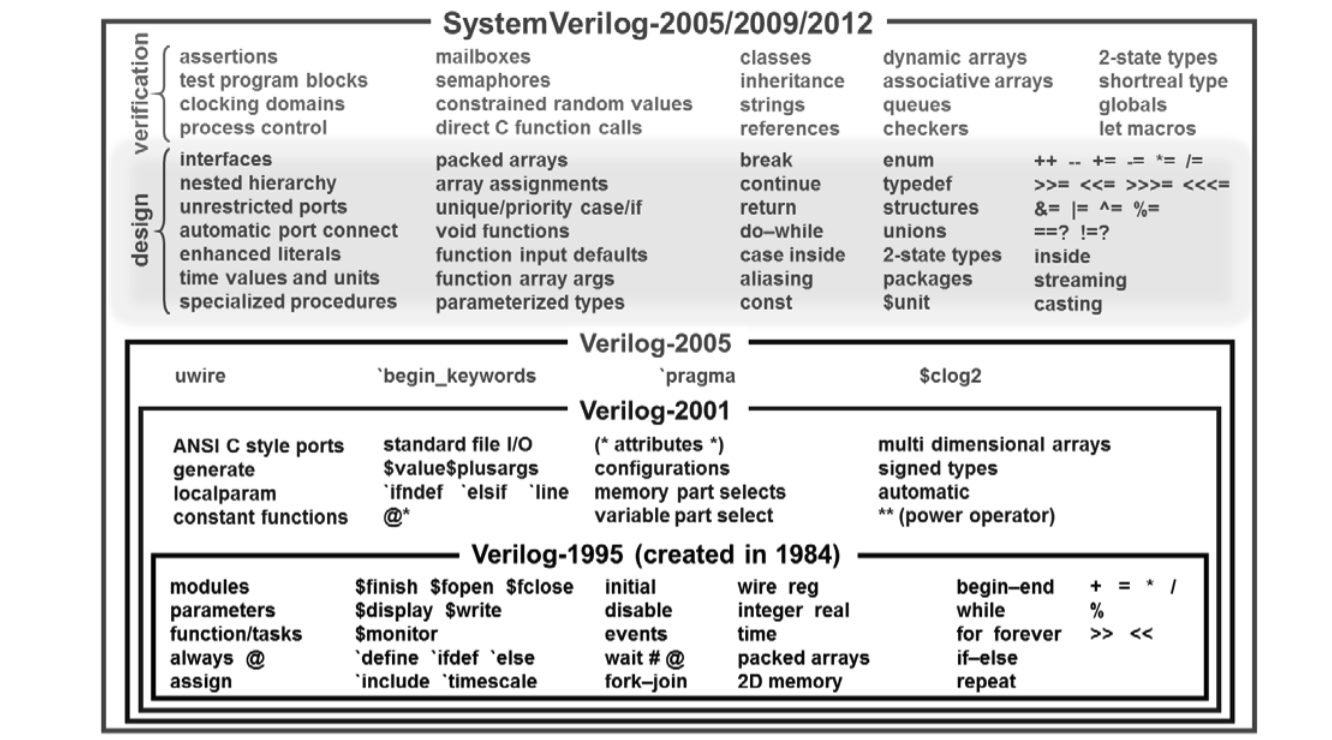 SystemVerilog-2005/2009/2012
verification
assertions mailboxes classes dynamic arrays 2-state types
test program blocks semaphores inheritance associative arrays shortreal type
clocking domains constrained random values strings queues globals
process control direct C function calls references checkers let macros
design
interfaces packed arrays break enum ++ -- += -= *= /=
nested hierarchy array assignments continue typedef >>= <<= >>>= <<<=
unrestricted ports unique/priority case/if return structures &= |= ^= %=
automatic port connect void functions do–while unions ==? !=?
enhanced literals function input defaults case inside 2-state types inside
time values and units function array args aliasing packages streaming
specialized procedures parameterized types const $unit casting
Verilog-2005
uwire `begin_keywords `pragma $clog2
Verilog-2001
ANSI C style ports standard file I/O (* attributes *) multi dimensional arrays
generate $value$plusargs configurations signed types
localparam `ifndef `elsif `line memory part selects automatic
constant functions @* variable part select ** (power operator)
Verilog-1995 (created in 1984)
modules $finish $fopen $fclose initial wire reg begin–end + = * /
parameters $display $write disable integer real while %
function/tasks $monitor events time for forever >> <<
always @ `define `ifdef `else wait # @ packed arrays if–else
assign `include `timescale fork–join 2D memory repeat